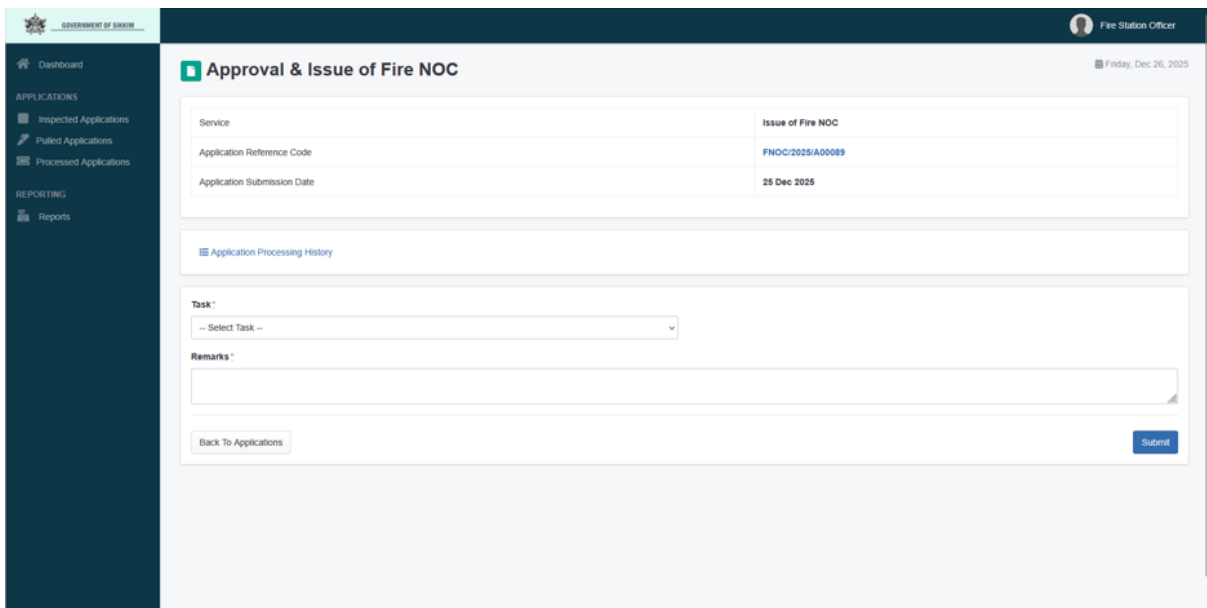 GOVERNMENT OF SIKKIM
Fire Station Officer
Dashboard
APPLICATIONS
Inspected Applications
Pulled Applications
Processed Applications
REPORTING
Reports
Approval & Issue of Fire NOC
Friday, Dec 26, 2025
Service Issue of Fire NOC
Application Reference Code FNOC/2025/A00089
Application Submission Date 25 Dec 2025
Application Processing History
Task *
-- Select Task --
Remarks *
Back To Applications Submit